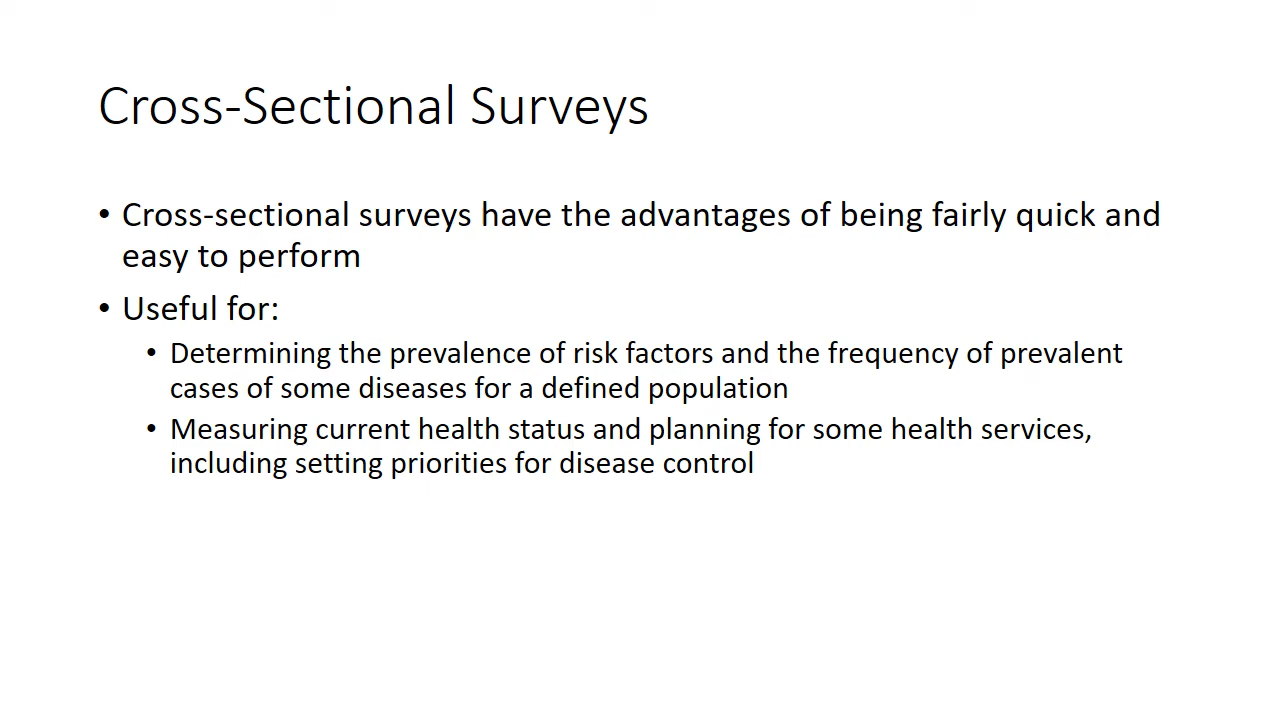 Cross-Sectional Surveys
• Cross-sectional surveys have the advantages of being fairly quick and
easy to perform
• Useful for:
• Determining the prevalence of risk factors and the frequency of prevalent
cases of some diseases for a defined population
• Measuring current health status and planning for some health services,
including setting priorities for disease control